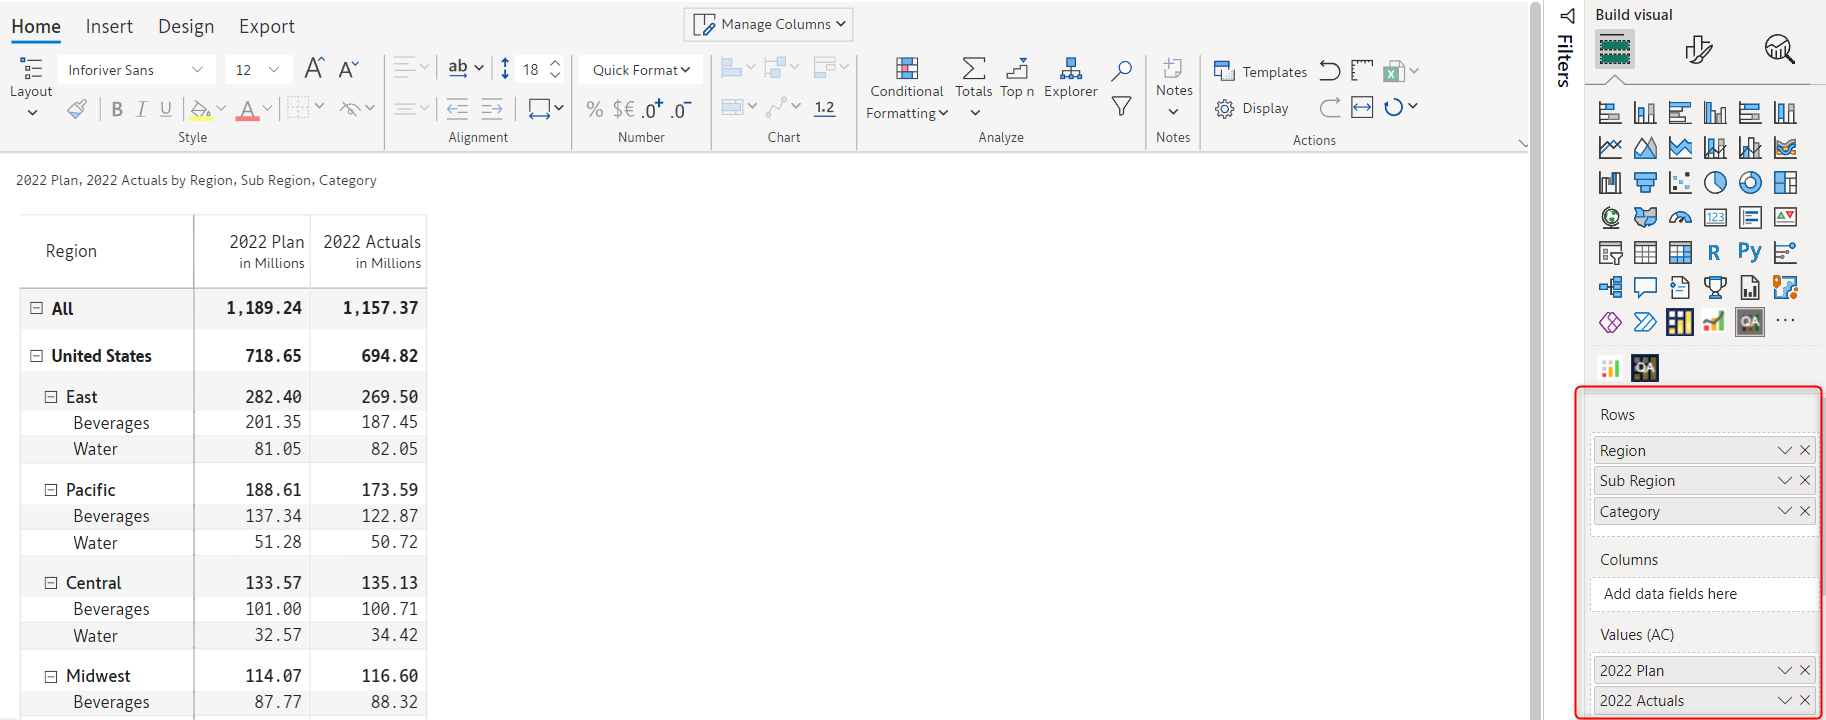 Home Insert Design Export
Manage Columns
Layout
Inforiver Sans
12
A A
B I U A
Style
ab
18
Alignment
Quick Format
% $€ .0+ .0-
Number
1.2
Chart
Conditional
Formatting
Totals
Top n
Explorer
Analyze
Notes
Notes
Templates
Display
Actions
Filters
Build visual
123
R Py
QA
QA
2022 Plan, 2022 Actuals by Region, Sub Region, Category
Region 2022 Plan 2022 Actuals
in Millions in Millions
All 1,189.24 1,157.37
United States 718.65 694.82
East 282.40 269.50
Beverages 201.35 187.45
Water 81.05 82.05
Pacific 188.61 173.59
Beverages 137.34 122.87
Water 51.28 50.72
Central 133.57 135.13
Beverages 101.00 100.71
Water 32.57 34.42
Midwest 114.07 116.60
Beverages 87.77 88.32
Rows
Region
Sub Region
Category
Columns
Add data fields here
Values (AC)
2022 Plan
2022 Actuals